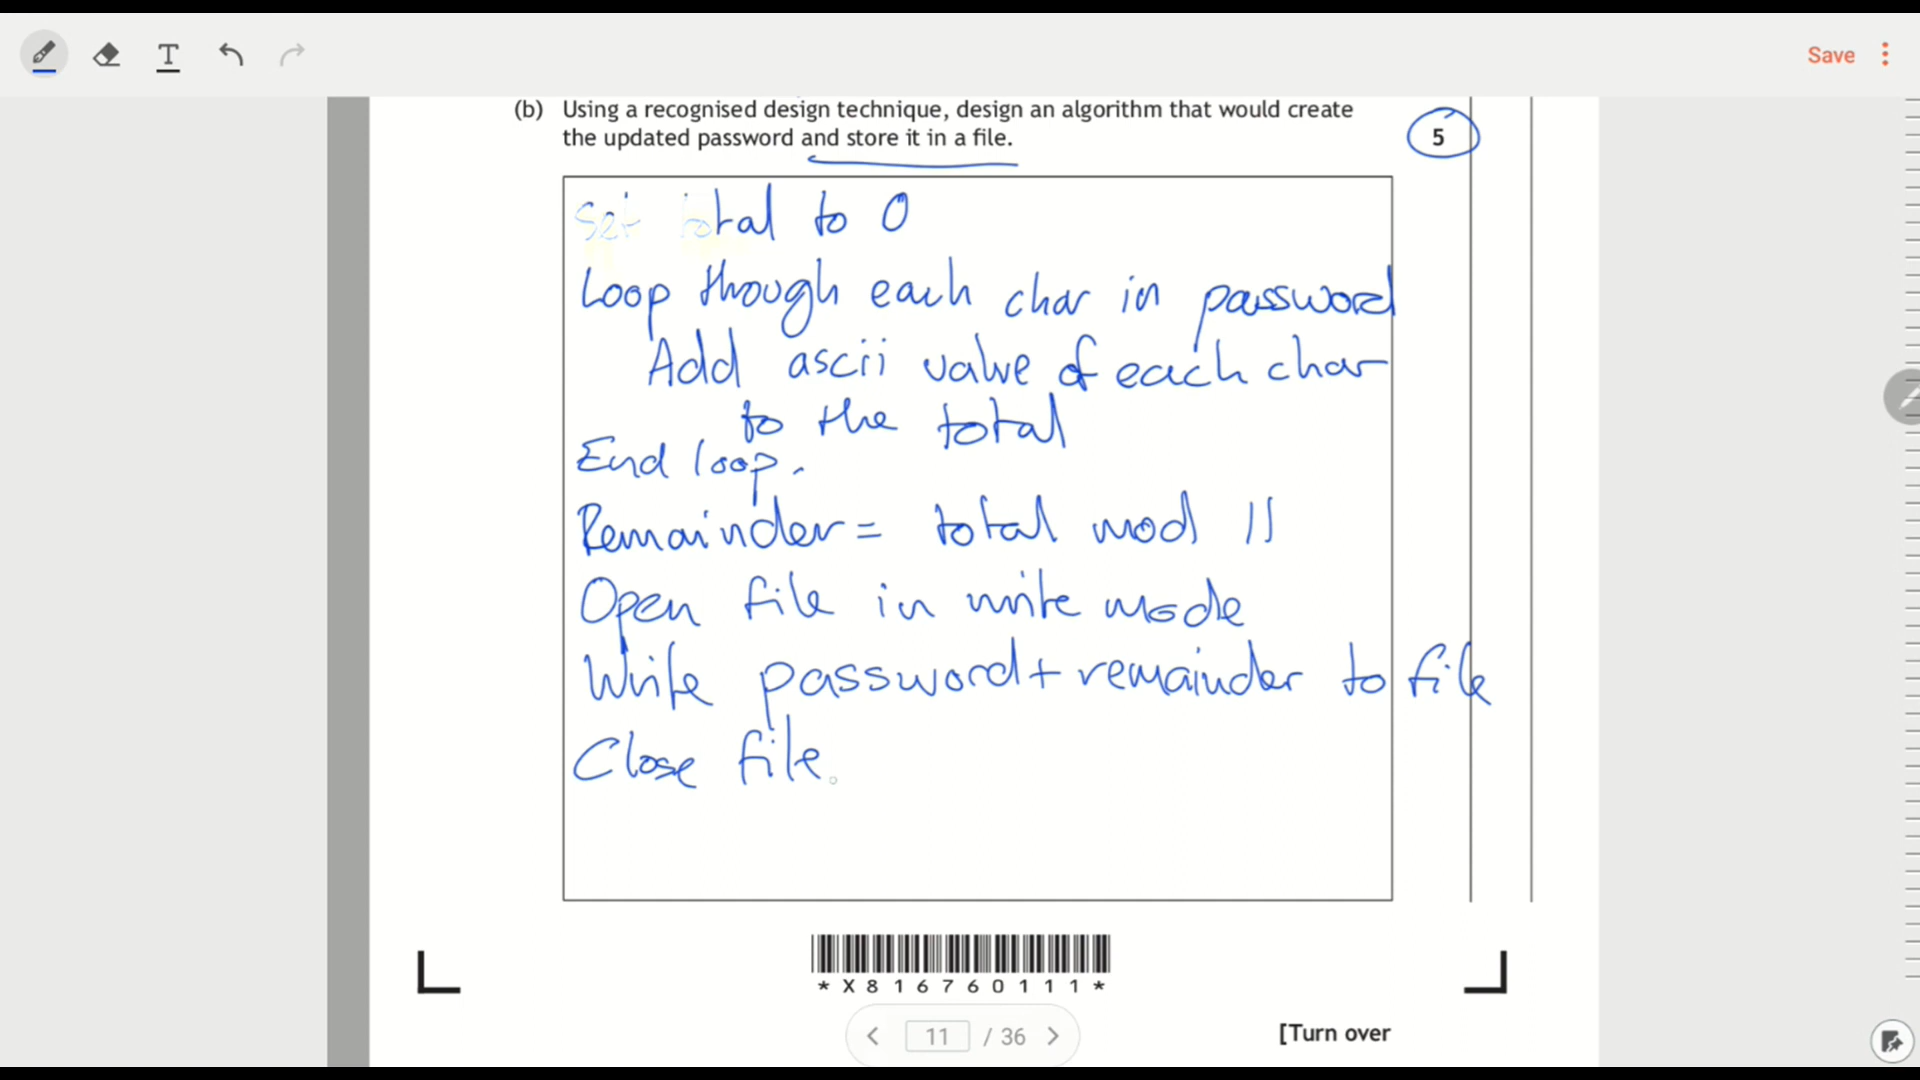 Save
(b) Using a recognised design technique, design an algorithm that would create
the updated password and store it in a file.
5
Set total to 0
Loop though each char in password
Add ascii value of each char
to the total
End loop.
Remainder = total mod 11
Open file in write mode
Write password + remainder to file
Close file.
* X 8 1 6 7 6 0 1 1 1 *
11 / 36
[Turn over